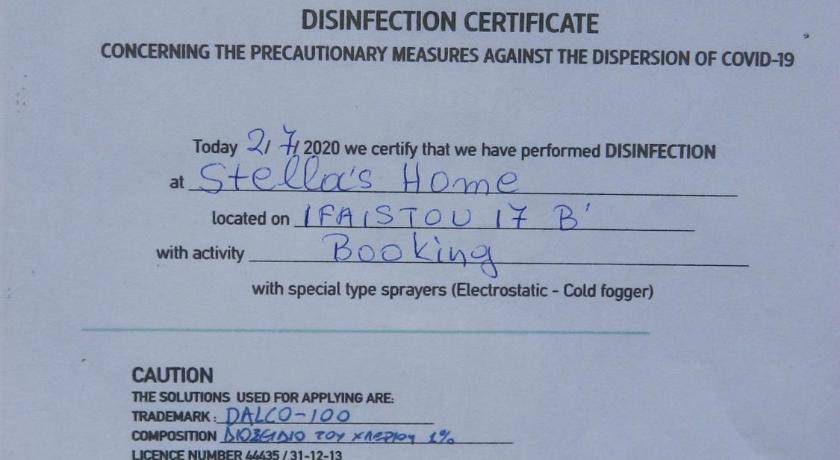 DISINFECTION CERTIFICATE
CONCERNING THE PRECAUTIONARY MEASURES AGAINST THE DISPERSION OF COVID-19
Today 2/7/2020 we certify that we have performed DISINFECTION
at Stella's Home
located on IFAISTOU 17 B'
with activity Booking
with special type sprayers (Electrostatic - Cold fogger)
CAUTION
THE SOLUTIONS USED FOR APPLYING ARE:
TRADEMARK: DALCO-100
COMPOSITION ΔΙΟΞΕΙΔΙΟ ΤΟΥ ΧΛΩΡΙΟΥ 1%
LICENCE NUMBER 44435 / 31-12-13